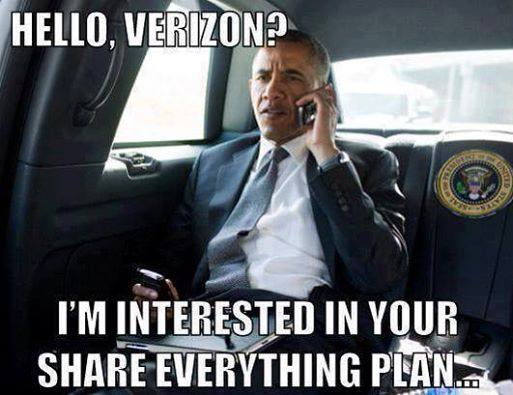 HELLO, VERIZON?
I'M INTERESTED IN YOUR
SHARE EVERYTHING PLAN...